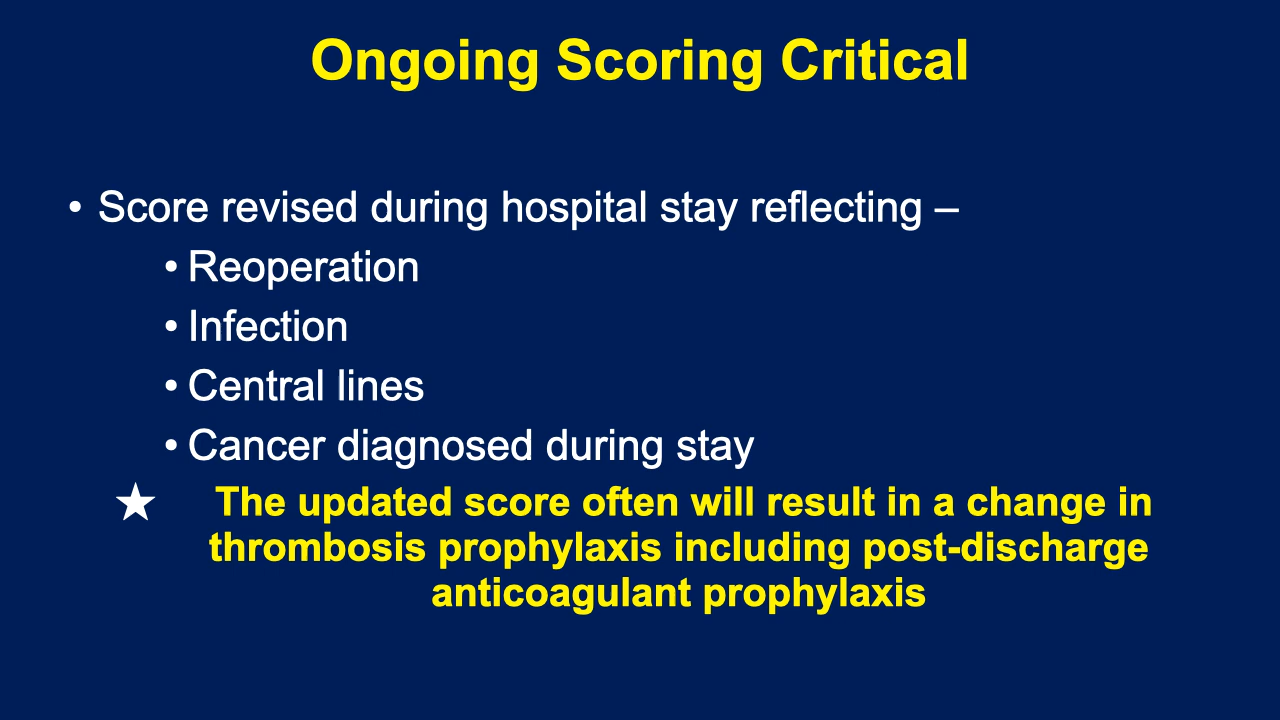 Ongoing Scoring Critical
• Score revised during hospital stay reflecting –
• Reoperation
• Infection
• Central lines
• Cancer diagnosed during stay
★ The updated score often will result in a change in
thrombosis prophylaxis including post-discharge
anticoagulant prophylaxis